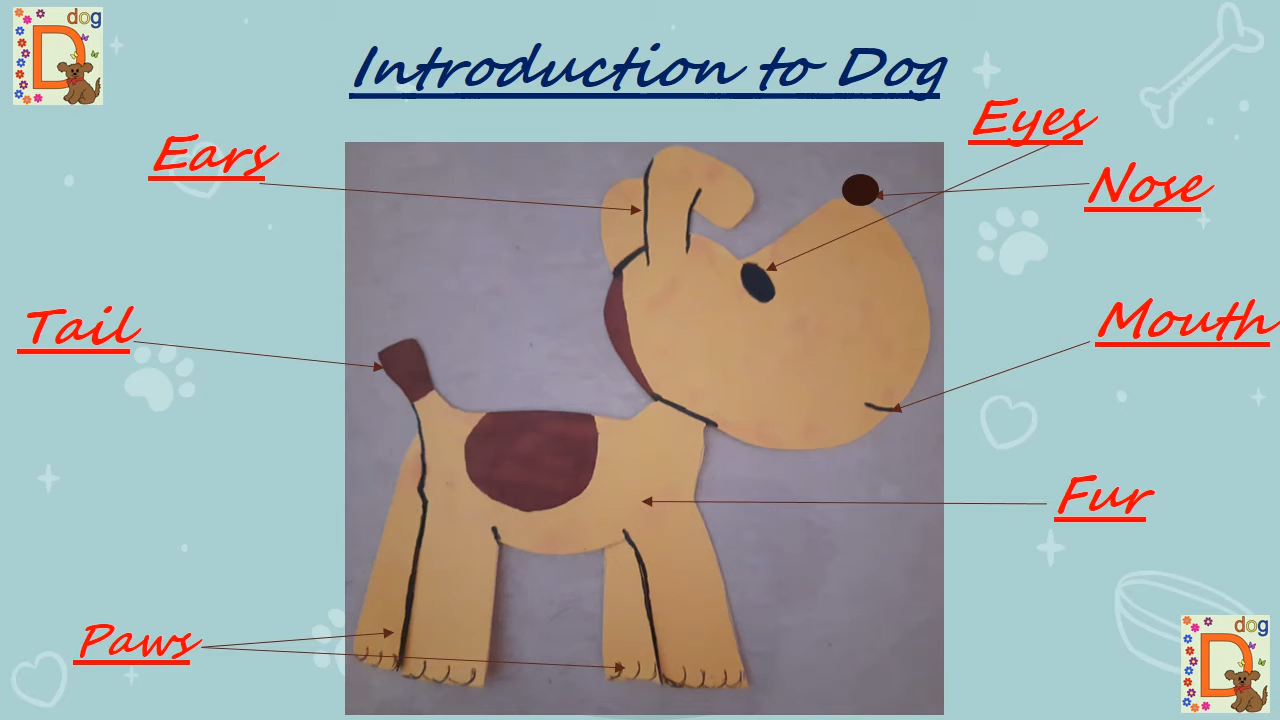 dog
D
Introduction to Dog
Eyes
Ears
Nose
Tail
Mouth
Fur
Paws
dog
D